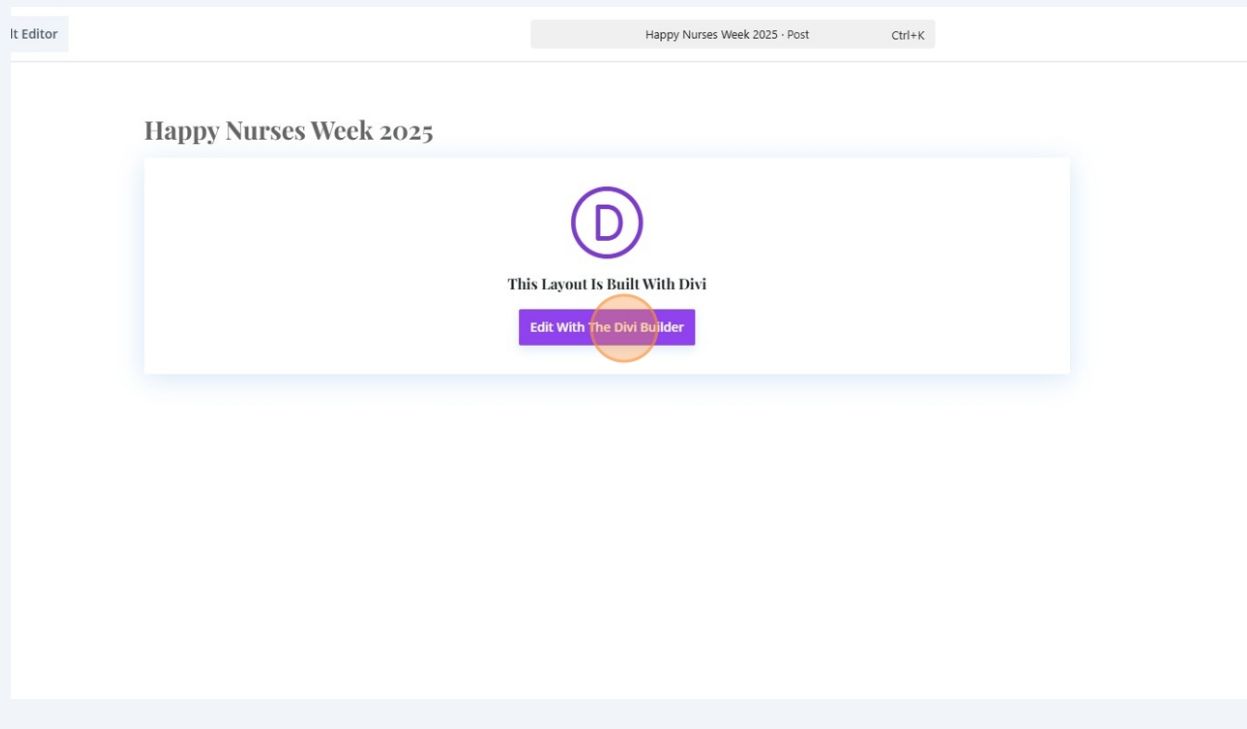 lt Editor
Happy Nurses Week 2025 · Post Ctrl+K
Happy Nurses Week 2025
D
This Layout Is Built With Divi
Edit With The Divi Builder